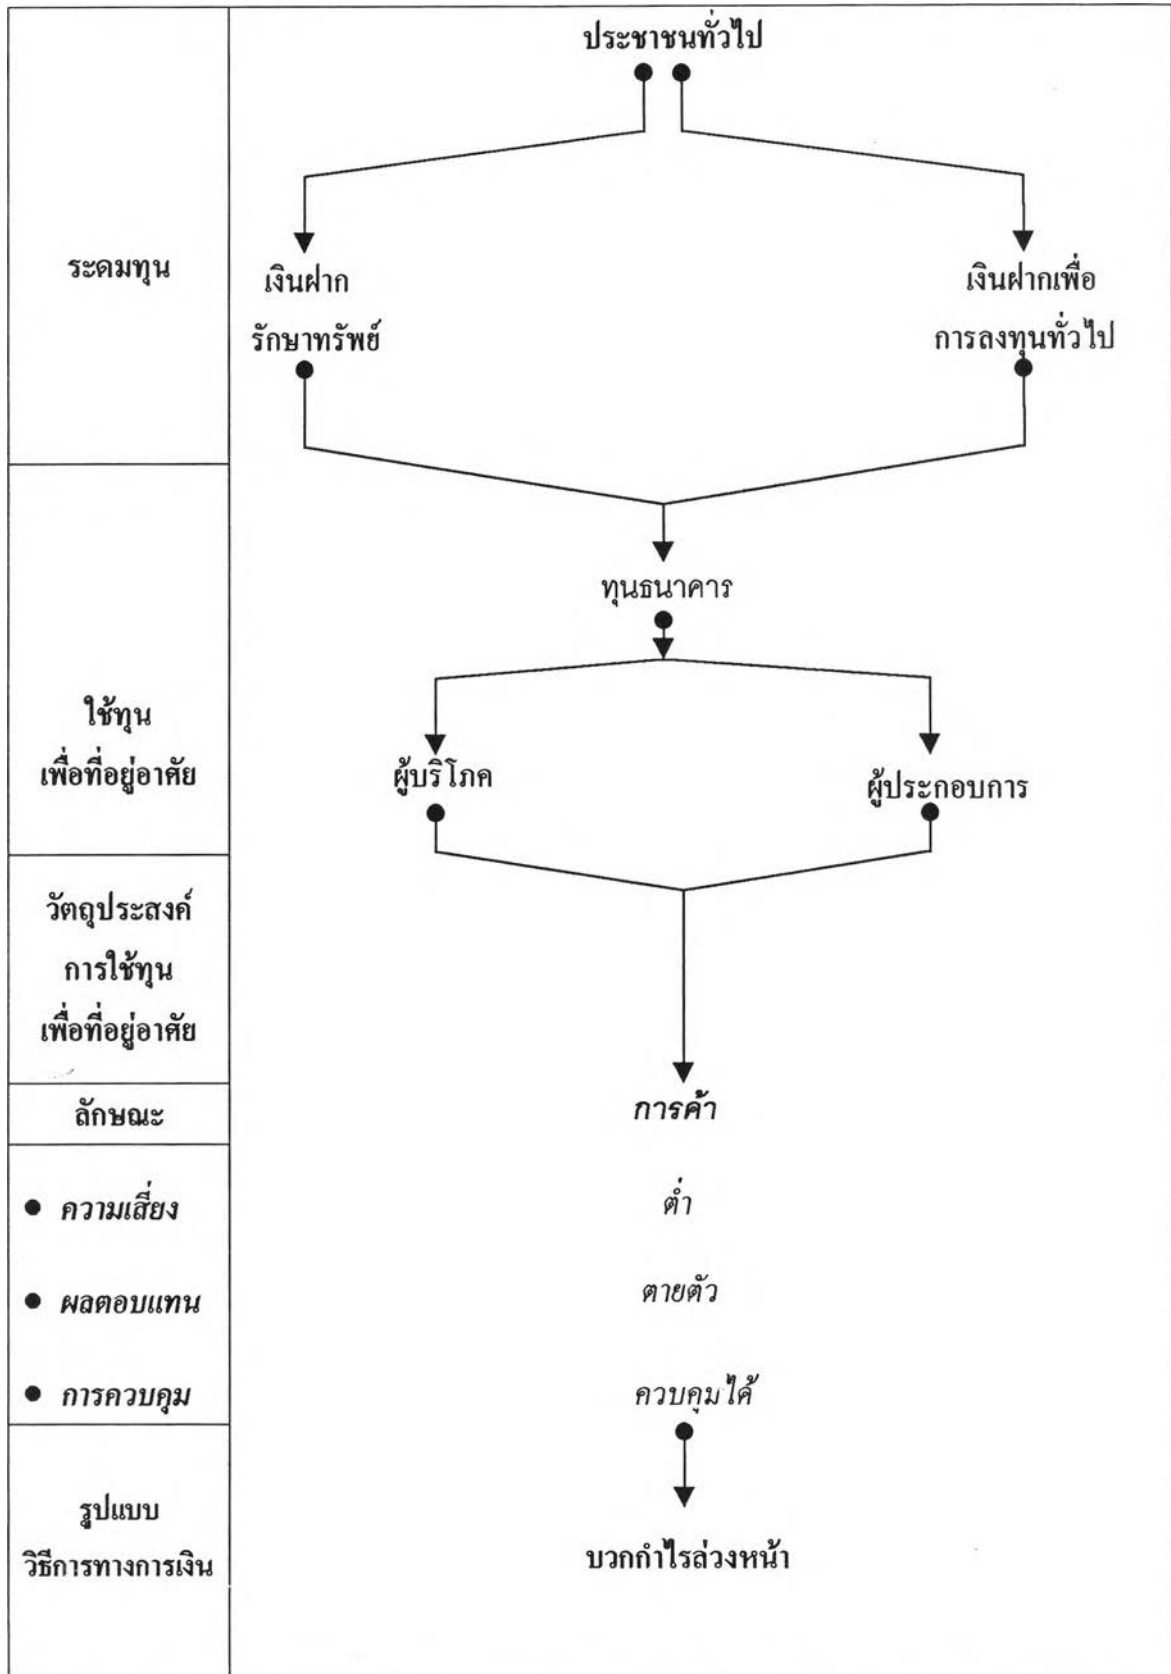 ประชาชนทั่วไป
ระดมทุน
เงินฝาก
รักษาทรัพย์
เงินฝากเพื่อ
การลงทุนทั่วไป
ทุนธนาคาร
ใช้ทุน
เพื่อที่อยู่อาศัย
ผู้บริโภค
ผู้ประกอบการ
วัตถุประสงค์
การใช้ทุน
เพื่อที่อยู่อาศัย
ลักษณะ
การค้า
● ความเสี่ยง
ต่ำ
● ผลตอบแทน
ตายตัว
● การควบคุม
ควบคุมได้
รูปแบบ
วิธีการทางการเงิน
บวกกำไรล่วงหน้า